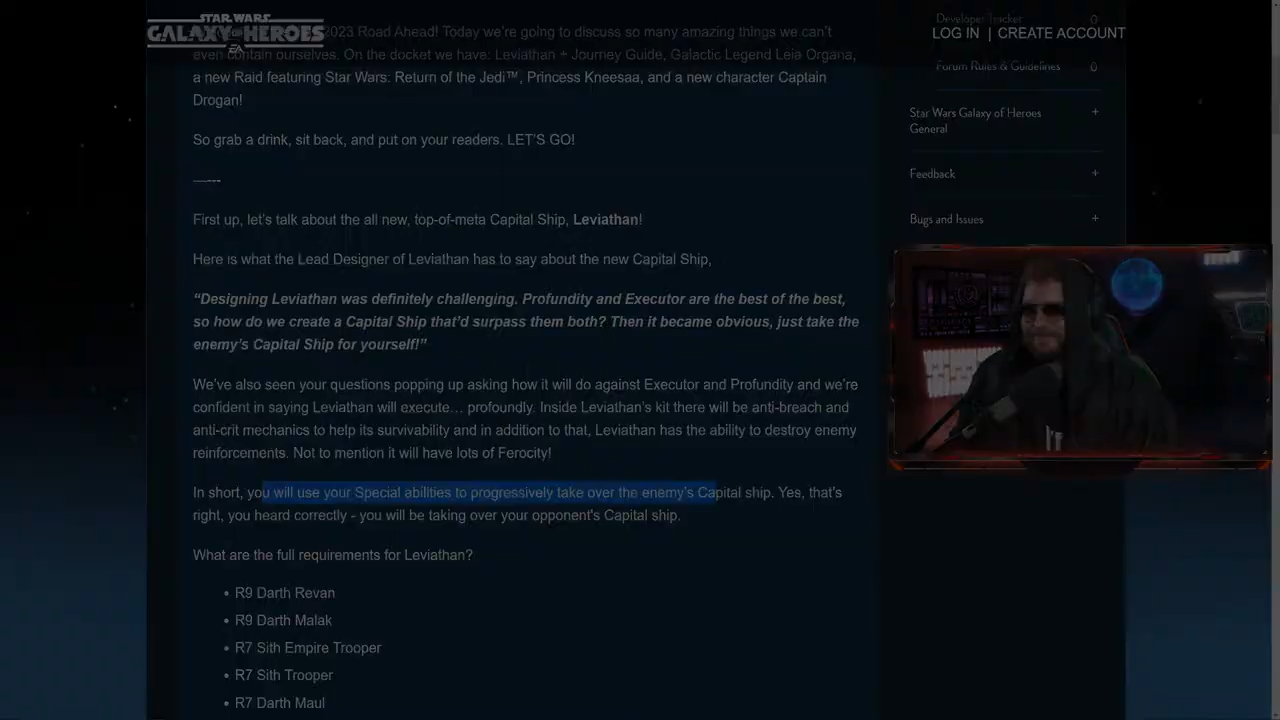 STAR WARS
GALAXY OF HEROES
EA
2023 Road Ahead! Today we're going to discuss so many amazing things we can't
even contain ourselves. On the docket we have: Leviathan + Journey Guide, Galactic Legend Leia Organa,
a new Raid featuring Star Wars: Return of the Jedi™, Princess Kneesaa, and a new character Captain
Drogan!
So grab a drink, sit back, and put on your readers. LET'S GO!
First up, let's talk about the all new, top-of-meta Capital Ship, Leviathan!
Here is what the Lead Designer of Leviathan has to say about the new Capital Ship,
“Designing Leviathan was definitely challenging. Profundity and Executor are the best of the best,
so how do we create a Capital Ship that'd surpass them both? Then it became obvious, just take the
enemy's Capital Ship for yourself!”
We've also seen your questions popping up asking how it will do against Executor and Profundity and we're
confident in saying Leviathan will execute… profoundly. Inside Leviathan's kit there will be anti-breach and
anti-crit mechanics to help its survivability and in addition to that, Leviathan has the ability to destroy enemy
reinforcements. Not to mention it will have lots of Ferocity!
In short, you will use your Special abilities to progressively take over the enemy's Capital ship. Yes, that's
right, you heard correctly - you will be taking over your opponent's Capital ship.
What are the full requirements for Leviathan?
• R9 Darth Revan
• R9 Darth Malak
• R7 Sith Empire Trooper
• R7 Sith Trooper
• R7 Darth Maul
Developer Tracker 0
LOG IN | CREATE ACCOUNT
Forum Rules & Guidelines 0
Star Wars Galaxy of Heroes +
General
Feedback +
Bugs and Issues +